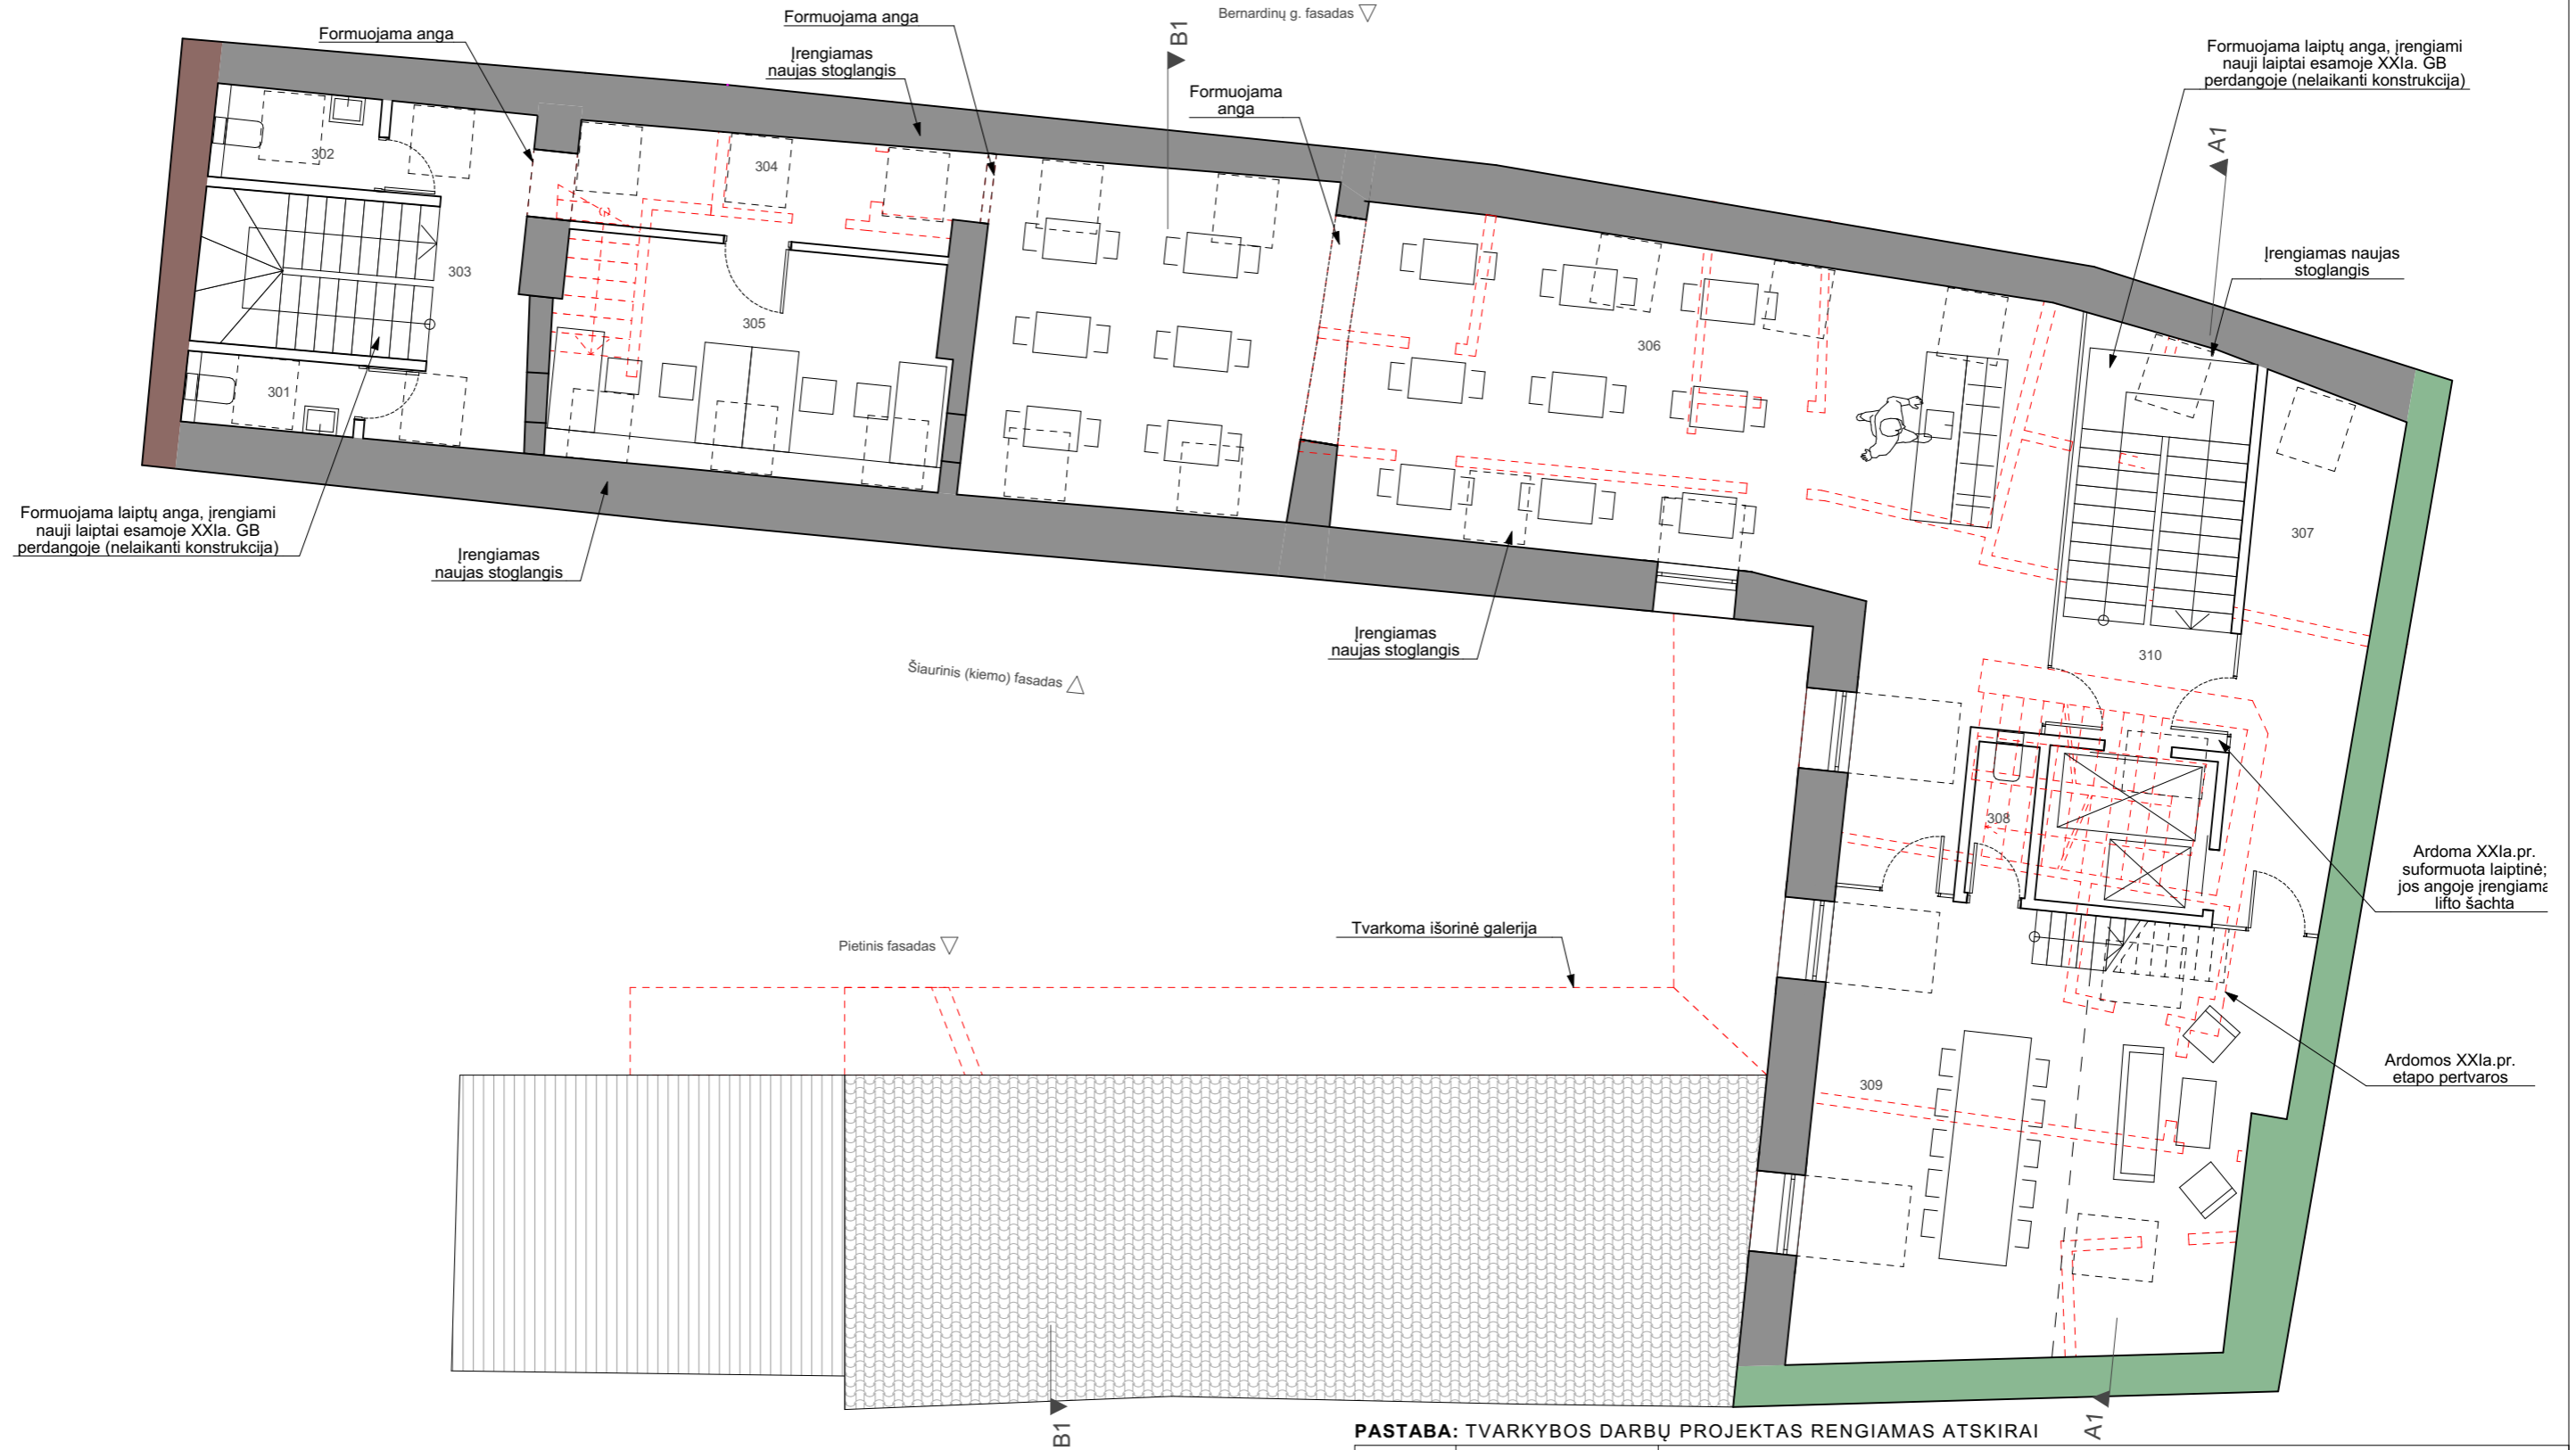 Bernardinų g. fasadas
B1
Formuojama anga
Formuojama anga
Įrengiamas
naujas stoglangis
Formuojama
anga
Formuojama laiptų anga, įrengiami
nauji laiptai esamoje XXIa. GB
perdangoje (nelaikanti konstrukcija)
A1
Įrengiamas naujas
stoglangis
302
304
303
305
306
301
307
Formuojama laiptų anga, įrengiami
nauji laiptai esamoje XXIa. GB
perdangoje (nelaikanti konstrukcija)
Įrengiamas
naujas stoglangis
Įrengiamas
naujas stoglangis
310
Šiaurinis (kiemo) fasadas
308
Ardoma XXIa.pr.
suformuota laiptinė;
jos angoje įrengiama
lifto šachta
Pietinis fasadas
Tvarkoma išorinė galerija
309
Ardomos XXIa.pr.
etapo pertvaros
B1
A1
PASTABA: TVARKYBOS DARBŲ PROJEKTAS RENGIAMAS ATSKIRAI